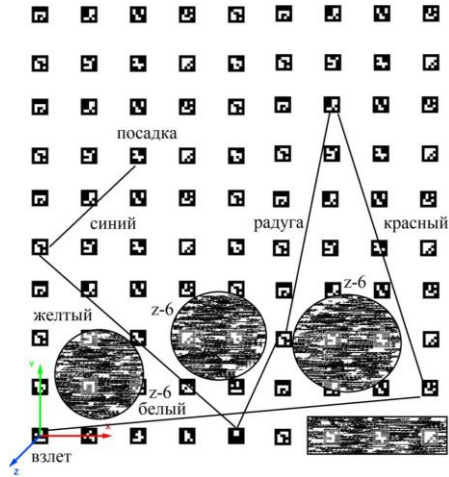 посадка
синий
радуга
красный
z-6
желтый
z-6
z-6
белый
Y
X
взлет
Z